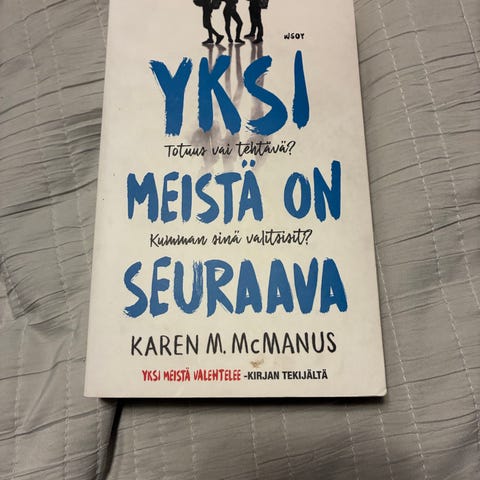 WSOY
YKSI
Totuus vai tehtävä?
MEISTÄ ON
Kumman sinä valitsisit?
SEURAAVA
KAREN M. McMANUS
YKSI MEISTÄ VALEHTELEE -KIRJAN TEKIJÄLTÄ